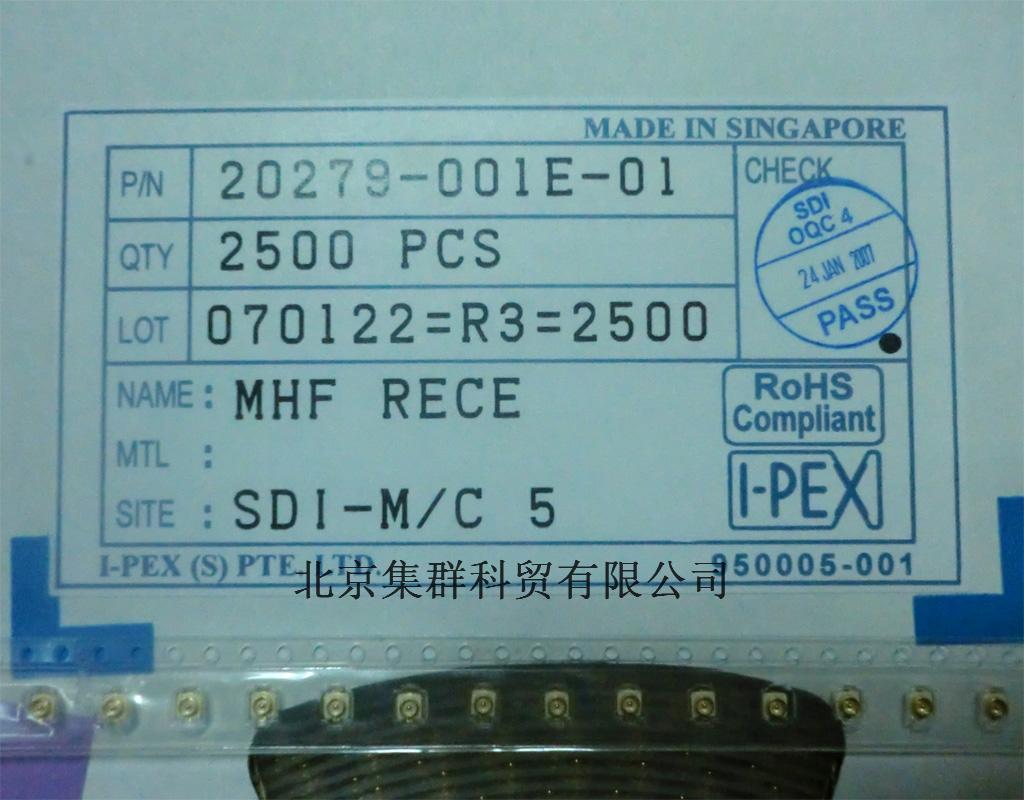 MADE IN SINGAPORE
P/N 20279-001E-01
CHECK
SDI
OQC 4
24 JAN 2007
PASS
QTY 2500 PCS
LOT 070122=R3=2500
NAME : MHF RECE
RoHS
Compliant
MTL :
I-PEX
SITE : SDI-M/C 5
I-PEX (S) PTE. LTD. 950005-001
北京集群科贸有限公司